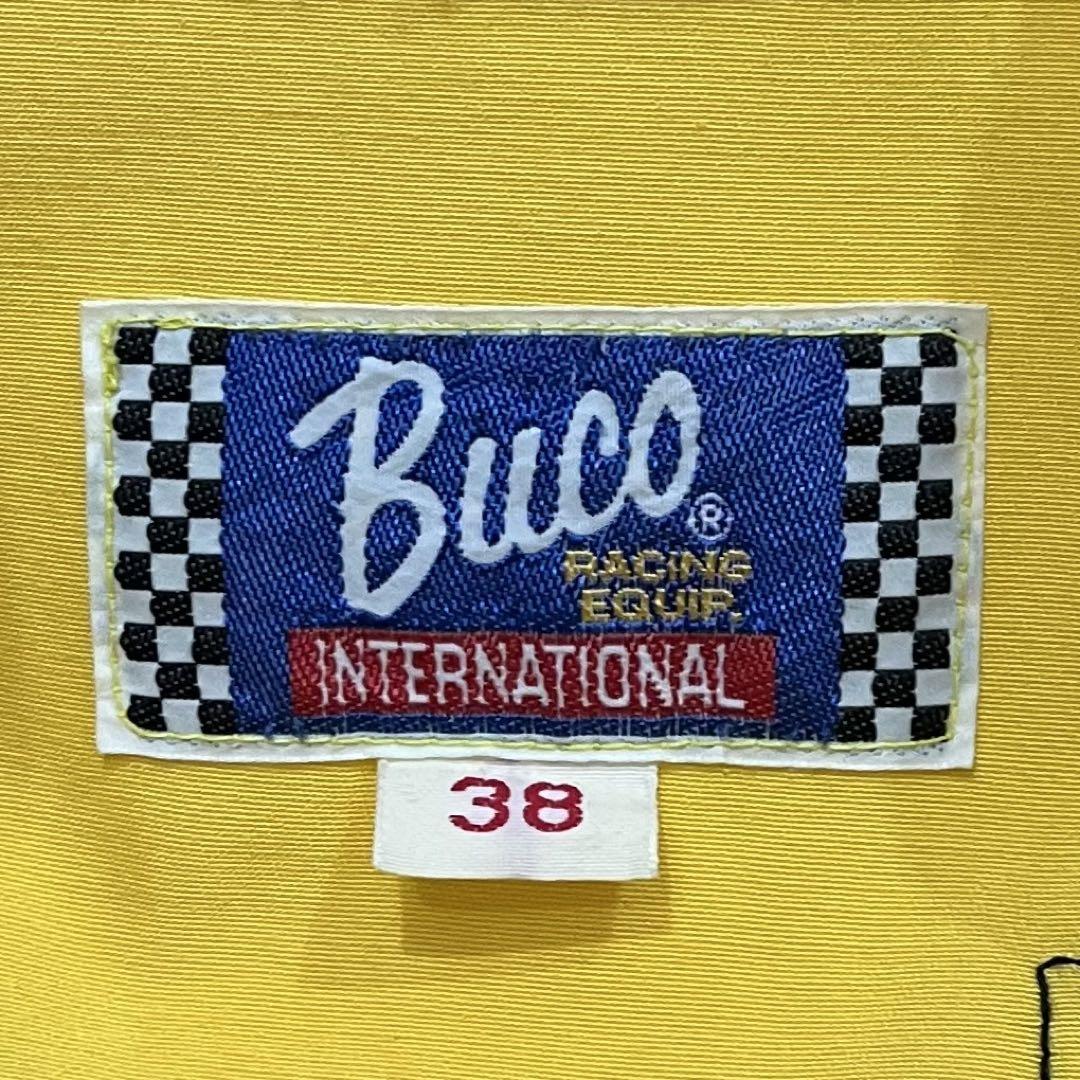 Buco®
RACING
EQUIP.
INTERNATIONAL
38